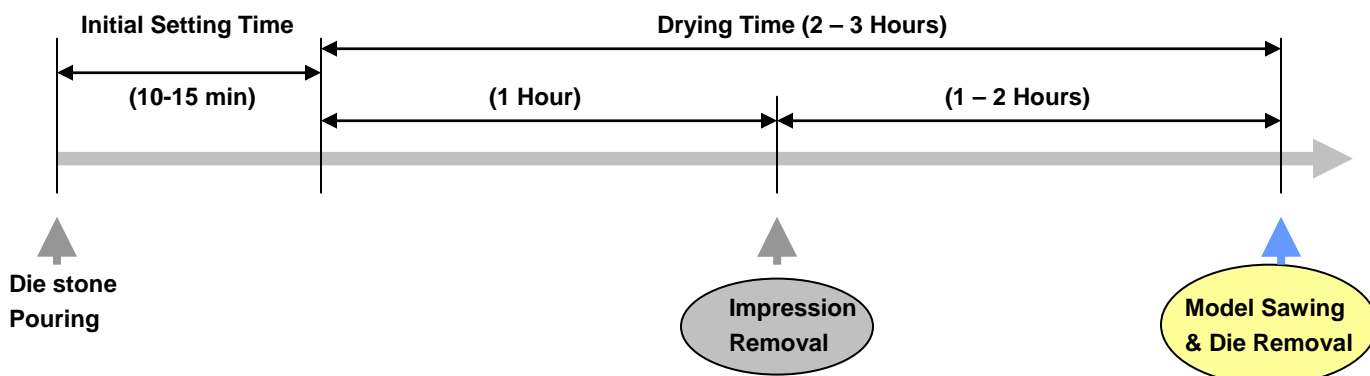 Initial Setting Time
Drying Time (2 – 3 Hours)
(10-15 min)
(1 Hour)
(1 – 2 Hours)
Die stone
Pouring
Impression
Removal
Model Sawing
& Die Removal